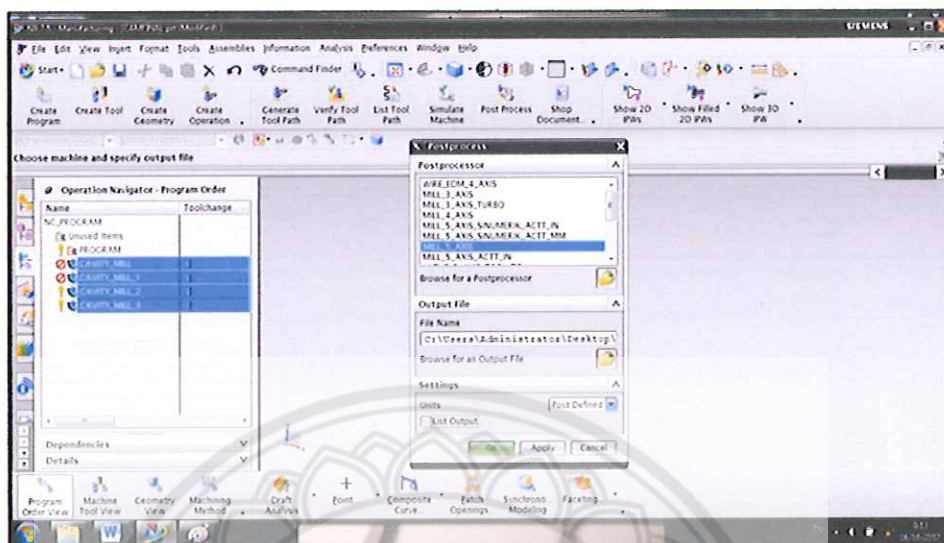 NX 7.5 - Manufacturing
SIEMENS
File Edit View Insert Format Tools Assemblies Information Analysis Preferences Window Help
Start
Command Finder
Create Program
Create Tool
Create Geometry
Create Operation
Generate Tool Path
Verify Tool Path
List Tool Path
Simulate Machine
Post Process
Shop Document..
Show 2D IPWs
Show Filled 2D IPWs
Show 3D IPW
Choose machine and specify output file
Operation Navigator - Program Order
Name Toolchange
NC_PROGRAM
Unused Items
PROGRAM
CAVITY_MILL
CAVITY_MILL_1
CAVITY_MILL_2
CAVITY_MILL_3
Dependencies
Details
Postprocess
Postprocessor
WIRE_EDM_4_AXIS
MILL_3_AXIS
MILL_3_AXIS_TURBO
MILL_4_AXIS
MILL_5_AXIS_SINUMERIK_ACTT_IN
MILL_5_AXIS_SINUMERIK_ACTT_MM
MILL_5_AXIS
MILL_5_AXIS_ACTT_IN
Browse for a Postprocessor
Output File
File Name
C:\Users\Administrator\Desktop\
Browse for an Output File
Settings
Units Post Defined
List Output
OK Apply Cancel
Program Order View
Machine Tool View
Geometry View
Machining Method
Draft Analysis
Point
Composite Curve..
Patch Openings..
Synchrono Modeling
Faceting